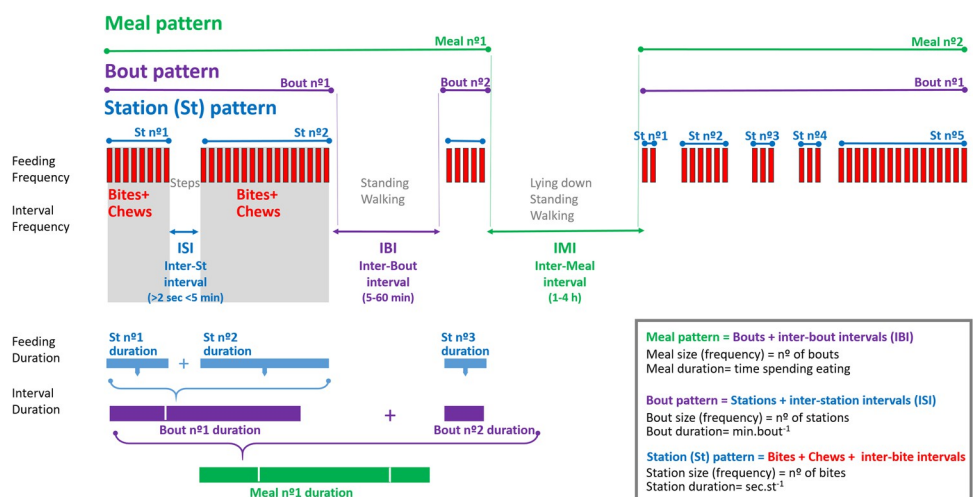 Meal pattern
Meal nº1
Meal nº2
Bout pattern
Bout nº1
Bout nº2
Bout nº1
Station (St) pattern
St nº1
St nº2
St nº1
St nº2
St nº3
St nº4
St nº5
Feeding
Frequency
Steps
Standing
Walking
Lying down
Standing
Walking
Bites+
Chews
Bites+
Chews
Interval
Frequency
ISI
Inter-St
interval
(>2 sec <5 min)
IBI
Inter-Bout
interval
(5-60 min)
IMI
Inter-Meal
interval
(1-4 h)
Feeding
Duration
St nº1
duration
+
St nº2
duration
St nº3
duration
Interval
Duration
Bout nº1 duration
+
Bout nº2 duration
Meal nº1 duration
Meal pattern = Bouts + inter-bout intervals (IBI)
Meal size (frequency) = nº of bouts
Meal duration= time spending eating
Bout pattern = Stations + inter-station intervals (ISI)
Bout size (frequency) = nº of stations
Bout duration= min.bout⁻¹
Station (St) pattern = Bites + Chews + inter-bite intervals
Station size (frequency) = nº of bites
Station duration= sec.st⁻¹